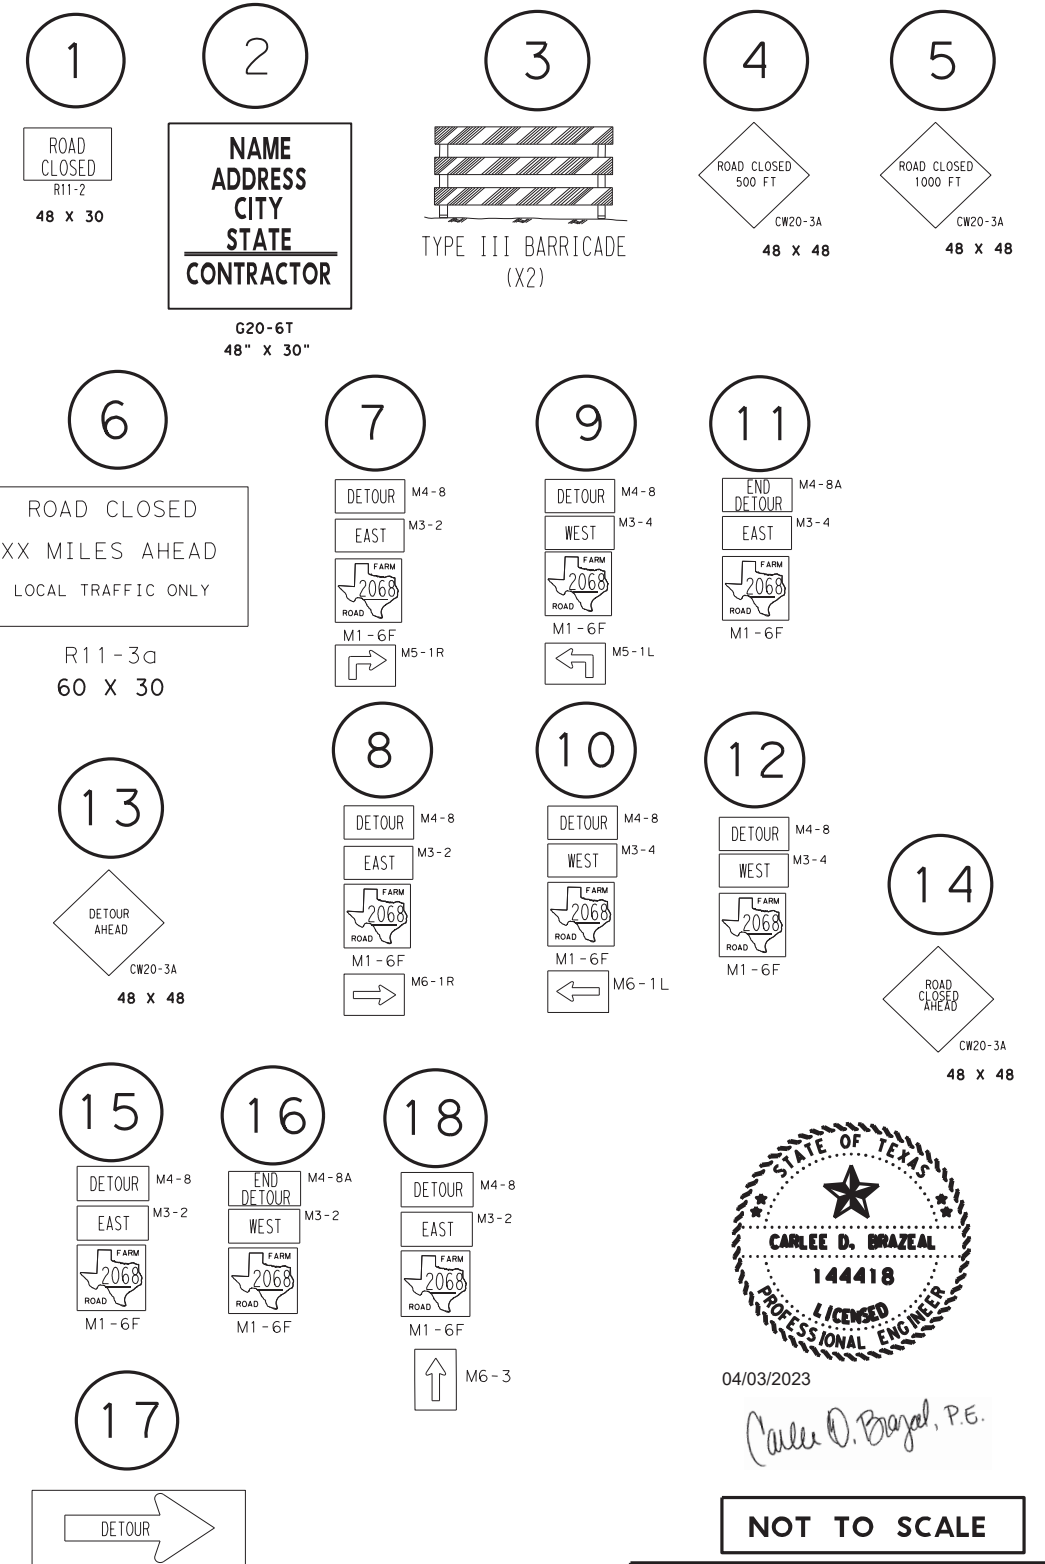 1
ROAD
CLOSED
R11-2
48 X 30
2
NAME
ADDRESS
CITY
STATE
CONTRACTOR
G20-6T
48" X 30"
3
TYPE III BARRICADE
(X2)
4
ROAD CLOSED
500 FT
CW20-3A
48 X 48
5
ROAD CLOSED
1000 FT
CW20-3A
48 X 48
6
ROAD CLOSED
XX MILES AHEAD
LOCAL TRAFFIC ONLY
R11-3a
60 X 30
7
DETOUR M4-8
EAST M3-2
FARM
2068
ROAD
M1-6F
M5-1R
9
DETOUR M4-8
WEST M3-4
FARM
2068
ROAD
M1-6F
M5-1L
11
END
DETOUR
M4-8A
EAST M3-4
FARM
2068
ROAD
M1-6F
13
DETOUR
AHEAD
CW20-3A
48 X 48
8
DETOUR M4-8
EAST M3-2
FARM
2068
ROAD
M1-6F
M6-1R
10
DETOUR M4-8
WEST M3-4
FARM
2068
ROAD
M1-6F
M6-1L
12
DETOUR M4-8
WEST M3-4
FARM
2068
ROAD
M1-6F
14
ROAD
CLOSED
AHEAD
CW20-3A
48 X 48
15
DETOUR M4-8
EAST M3-2
FARM
2068
ROAD
M1-6F
16
END
DETOUR
M4-8A
WEST M3-2
FARM
2068
ROAD
M1-6F
18
DETOUR M4-8
EAST M3-2
FARM
2068
ROAD
M1-6F
M6-3
17
DETOUR
STATE OF TEXAS
CARLEE D. BRAZEAL
144418
LICENSED
PROFESSIONAL ENGINEER
04/03/2023
Carlee D. Brazeal, P.E.
NOT TO SCALE